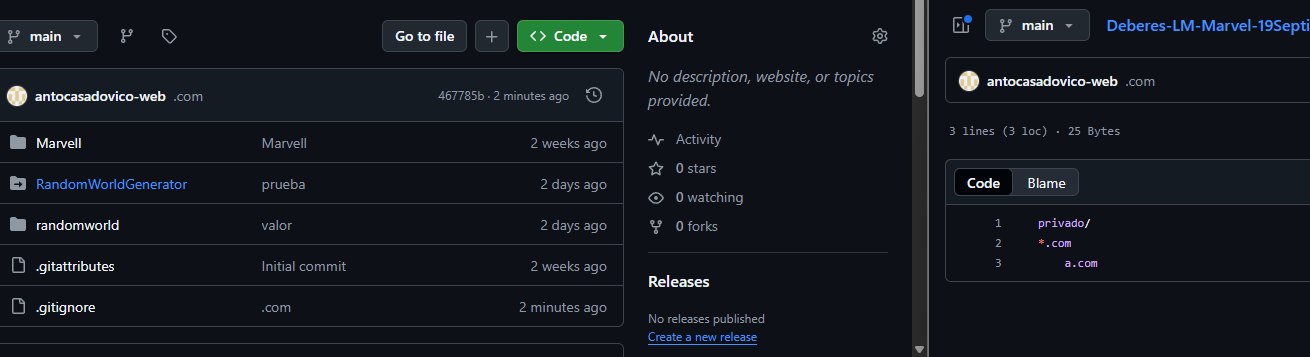 main
Go to file
Code
antocasadovico-web .com
467785b · 2 minutes ago
Marvell Marvell 2 weeks ago
RandomWorldGenerator prueba 2 days ago
randomworld valor 2 days ago
.gitattributes Initial commit 2 weeks ago
.gitignore .com 2 minutes ago
About
No description, website, or topics
provided.
Activity
0 stars
0 watching
0 forks
Releases
No releases published
Create a new release
main
Deberes-LM-Marvel-19Septi
antocasadovico-web .com
3 lines (3 loc) · 25 Bytes
Code Blame
1 privado/
2 *.com
3 a.com